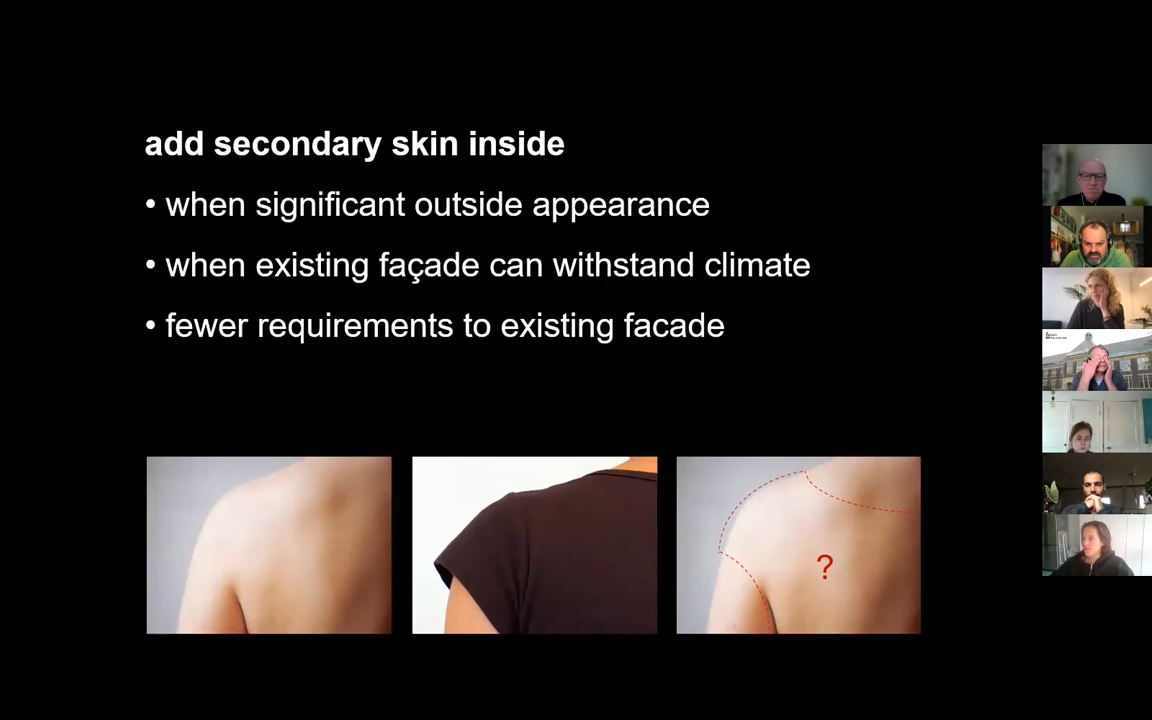 add secondary skin inside
• when significant outside appearance
• when existing façade can withstand climate
• fewer requirements to existing facade
?